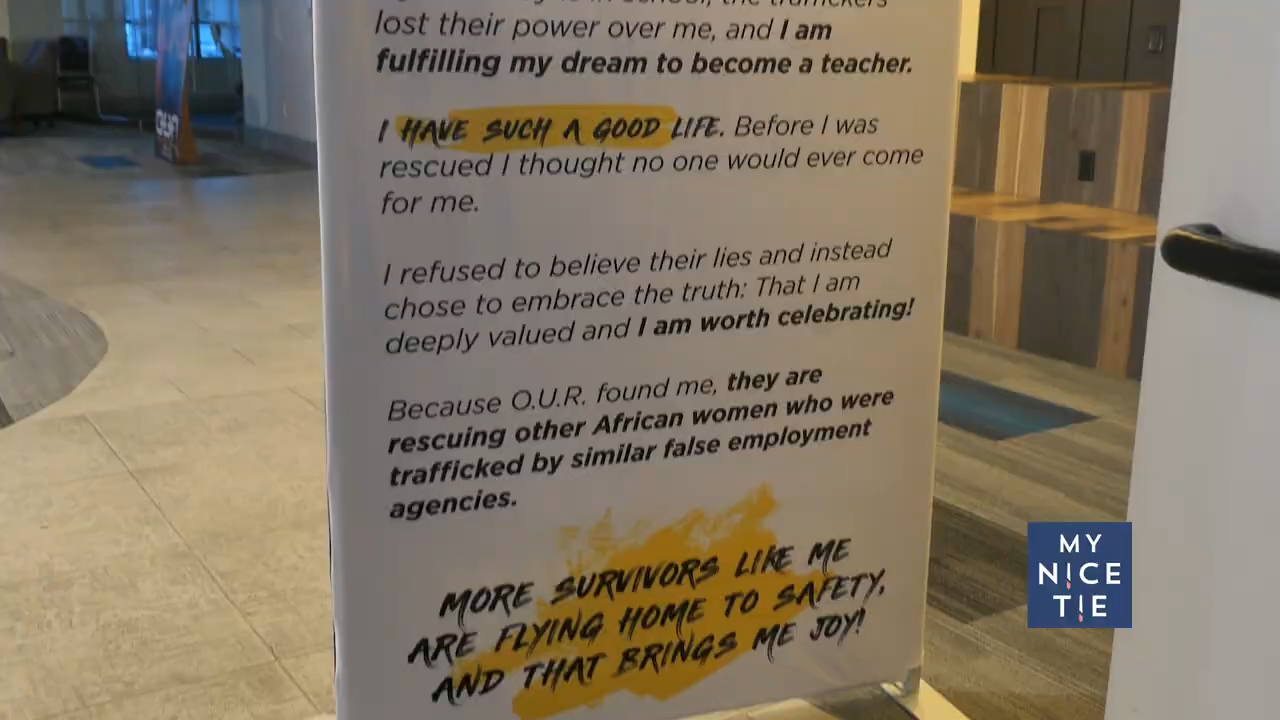 lost their power over me, and I am
fulfilling my dream to become a teacher.
I HAVE SUCH A GOOD LIFE. Before I was
rescued I thought no one would ever come
for me.
I refused to believe their lies and instead
chose to embrace the truth: That I am
deeply valued and I am worth celebrating!
Because O.U.R. found me, they are
rescuing other African women who were
trafficked by similar false employment
agencies.
MORE SURVIVORS LIKE ME
ARE FLYING HOME TO SAFETY,
AND THAT BRINGS ME JOY!
MY
NICE
TIE